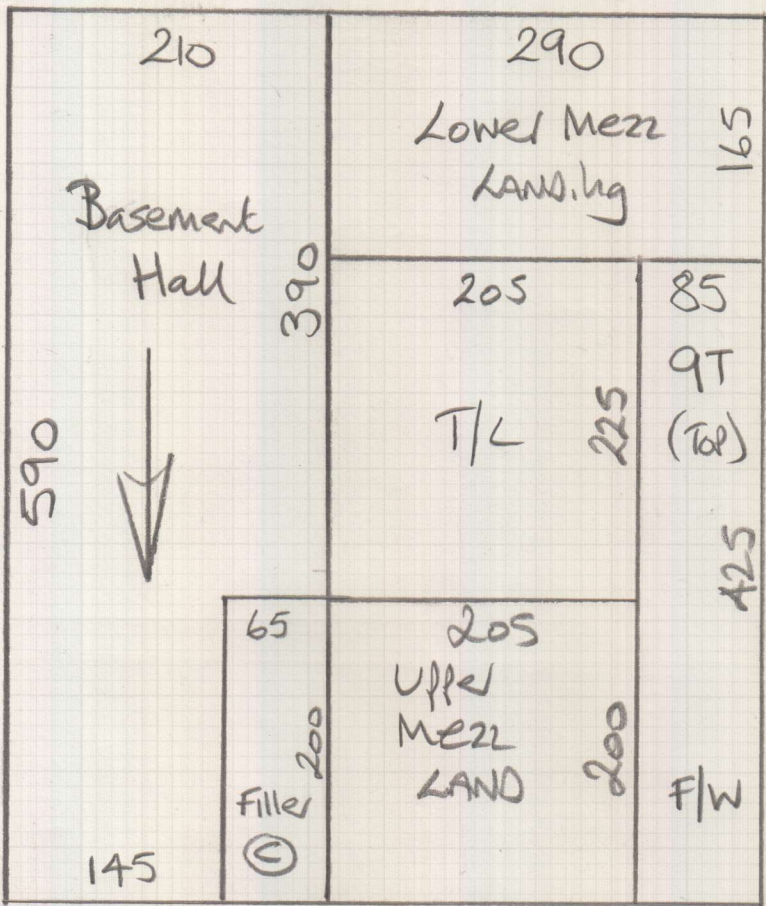 210
Basement
Hall
590
390
145
65
200
Filler
C
290
Lower Mezz
LANDing
165
205
T/L
225
205
Upper
Mezz
LAND
200
85
9T
(Top)
425
F/W